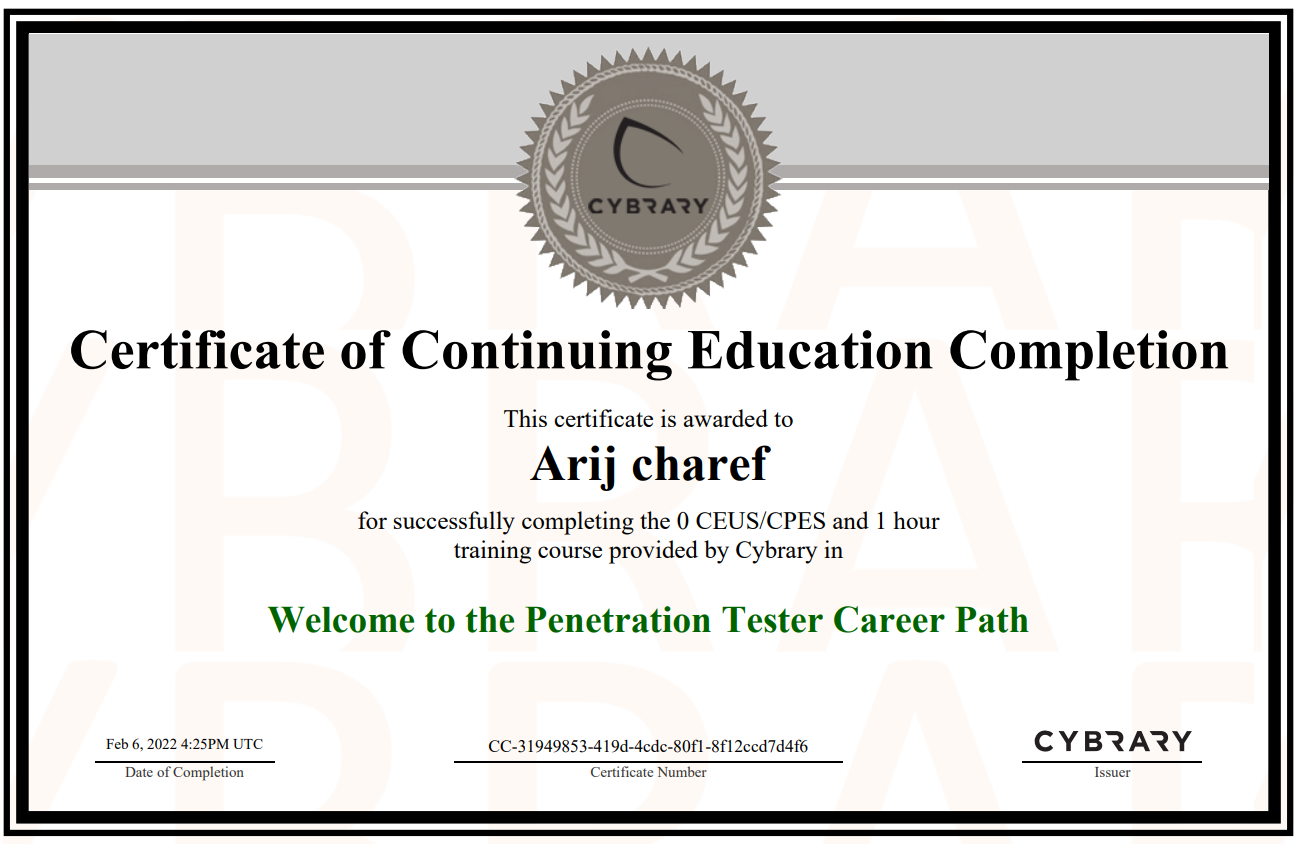 CYBRARY
Certificate of Continuing Education Completion
This certificate is awarded to
Arij charef
for successfully completing the 0 CEUS/CPES and 1 hour
training course provided by Cybrary in
Welcome to the Penetration Tester Career Path
Feb 6, 2022 4:25PM UTC
Date of Completion
CC-31949853-419d-4cdc-80f1-8f12ccd7d4f6
Certificate Number
CYBRARY
Issuer